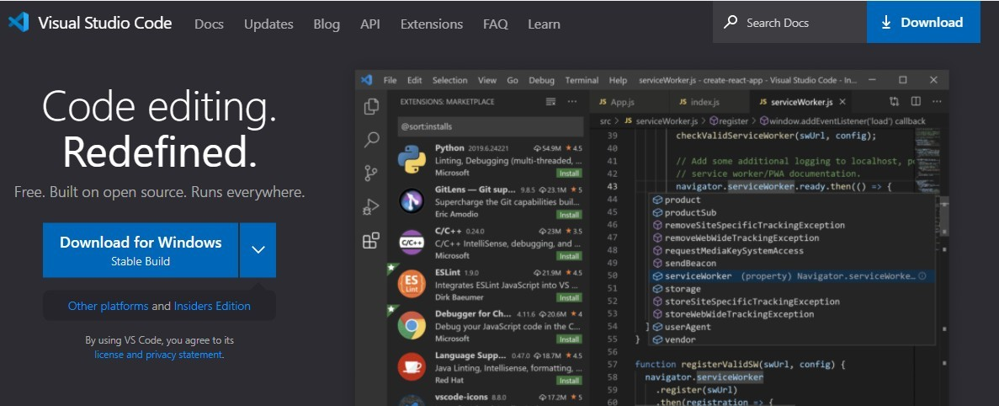 Visual Studio Code Docs Updates Blog API Extensions FAQ Learn Search Docs Download
Code editing.
Redefined.
Free. Built on open source. Runs everywhere.
Download for Windows
Stable Build
Other platforms and Insiders Edition
By using VS Code, you agree to its
license and privacy statement.
File Edit Selection View Go Debug Terminal Help serviceWorker.js - create-react-app - Visual Studio Code - In...
EXTENSIONS: MARKETPLACE
@sort:installs
Python 2019.6.24221 54.9M 4.5
Linting, Debugging (multi-threaded, ...
Microsoft Install
GitLens — Git sup... 9.8.5 23.1M 5
Supercharge the Git capabilities buil...
Eric Amodio Install
C/C++ 0.24.0 23M 3.5
C/C++ IntelliSense, debugging, and ...
Microsoft Install
ESLint 1.9.0 21.9M 4.5
Integrates ESLint JavaScript into VS ...
Dirk Baeumer Install
Debugger for Ch... 4.11.6 20.6M 4
Debug your JavaScript code in the C...
Microsoft Install
Language Supp... 0.47.0 18.7M 4.5
Java Linting, Intellisense, formatting, ...
Red Hat Install
vscode-icons 8.8.0 17.2M 5
JS App.js JS index.js JS serviceWorker.js
src > JS serviceWorker.js > register > window.addEventListener('load') callback
39 checkValidServiceWorker(swUrl, config);
40
41 // Add some additional logging to localhost, p
42 // service worker/PWA documentation.
43 navigator.serviceWorker.ready.then(() => {
44 product
45 productSub
46 removeSiteSpecificTrackingException
47 removeWebWideTrackingException
48 requestMediaKeySystemAccess
49 sendBeacon
50 serviceWorker (property) Navigator.serviceWorke...
51 storage
52 storeSiteSpecificTrackingException
53 storeWebWideTrackingException
54 } userAgent
55 } vendor
56
57 function registerValidSW(swUrl, config) {
58 navigator.serviceWorker
59 .register(swUrl)
60 .then(registration => {